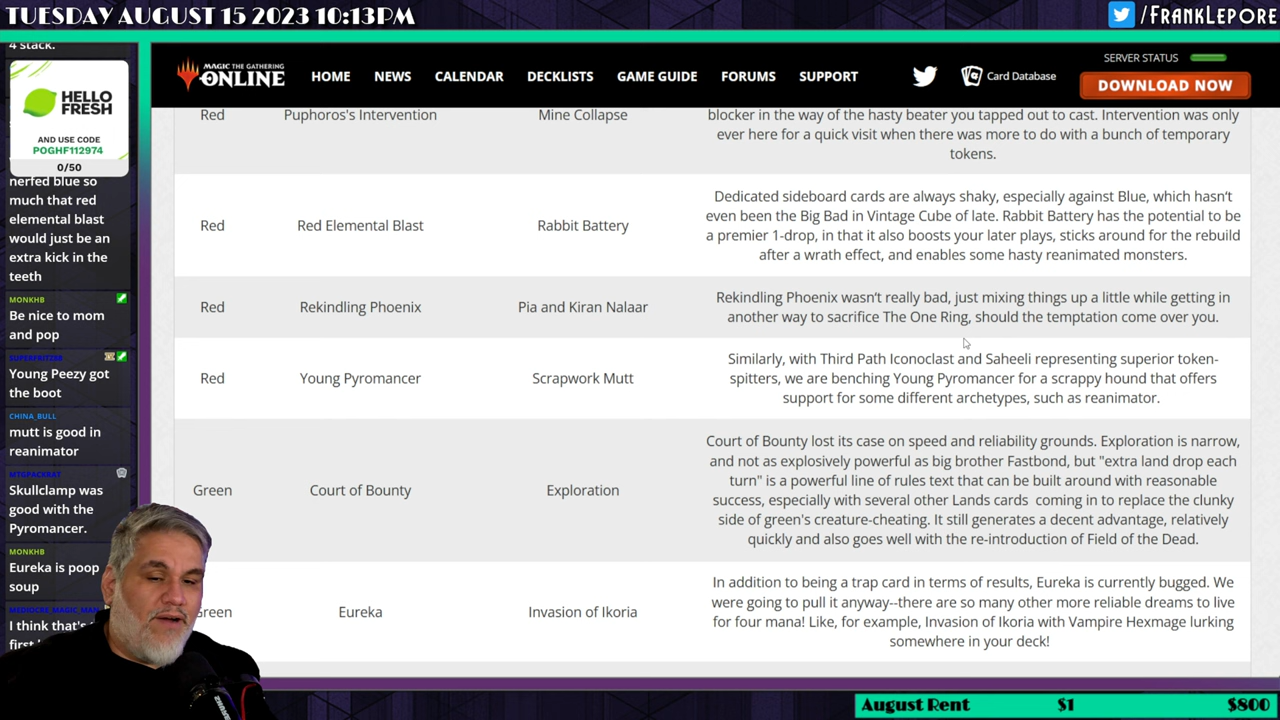 TUESDAY AUGUST 15 2023 10:13PM
/FRANKLEPORE
4 stack.
HELLO
FRESH
AND USE CODE
POGHF112974
0/50
nerfed blue so
much that red
elemental blast
would just be an
extra kick in the
teeth
MONKHB
Be nice to mom
and pop
SUPERFRITZ88
Young Peezy got
the boot
CHINA_BULL
mutt is good in
reanimator
MTGPACKRAT
Skullclamp was
good with the
Pyromancer.
MONKHB
Eureka is poop
soup
MEDIOCRE_MAGIC_MAN
I think that's
first
MAGIC THE GATHERING
ONLINE
HOME NEWS CALENDAR DECKLISTS GAME GUIDE FORUMS SUPPORT
Card Database
SERVER STATUS
DOWNLOAD NOW
Red Puphoros's Intervention Mine Collapse
blocker in the way of the hasty beater you tapped out to cast. Intervention was only
ever here for a quick visit when there was more to do with a bunch of temporary
tokens.
Red Red Elemental Blast Rabbit Battery
Dedicated sideboard cards are always shaky, especially against Blue, which hasn't
even been the Big Bad in Vintage Cube of late. Rabbit Battery has the potential to be
a premier 1-drop, in that it also boosts your later plays, sticks around for the rebuild
after a wrath effect, and enables some hasty reanimated monsters.
Red Rekindling Phoenix Pia and Kiran Nalaar
Rekindling Phoenix wasn't really bad, just mixing things up a little while getting in
another way to sacrifice The One Ring, should the temptation come over you.
Red Young Pyromancer Scrapwork Mutt
Similarly, with Third Path Iconoclast and Saheeli representing superior token-
spitters, we are benching Young Pyromancer for a scrappy hound that offers
support for some different archetypes, such as reanimator.
Green Court of Bounty Exploration
Court of Bounty lost its case on speed and reliability grounds. Exploration is narrow,
and not as explosively powerful as big brother Fastbond, but "extra land drop each
turn" is a powerful line of rules text that can be built around with reasonable
success, especially with several other Lands cards coming in to replace the clunky
side of green's creature-cheating. It still generates a decent advantage, relatively
quickly and also goes well with the re-introduction of Field of the Dead.
Green Eureka Invasion of Ikoria
In addition to being a trap card in terms of results, Eureka is currently bugged. We
were going to pull it anyway--there are so many other more reliable dreams to live
for four mana! Like, for example, Invasion of Ikoria with Vampire Hexmage lurking
somewhere in your deck!
August Rent $1 $800